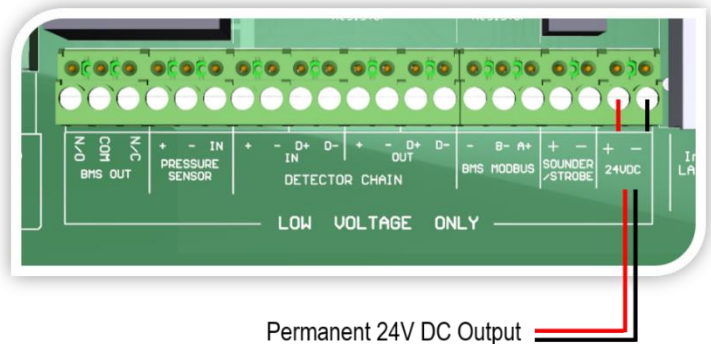 N/O COM N/C
BMS OUT
+ - IN
PRESSURE
SENSOR
+ - D+ D-
IN
+ - D+ D-
OUT
DETECTOR CHAIN
- B- A+
BMS MODBUS
+ -
SOUNDER
/STROBE
+ -
24VDC
LOW VOLTAGE ONLY
Permanent 24V DC Output